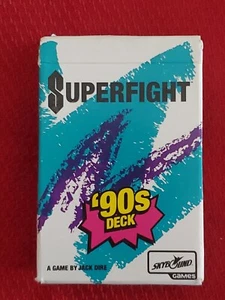 SUPERFIGHT
'90s
DECK
A GAME BY JACK DIRE
SKYBOUND
GAMES